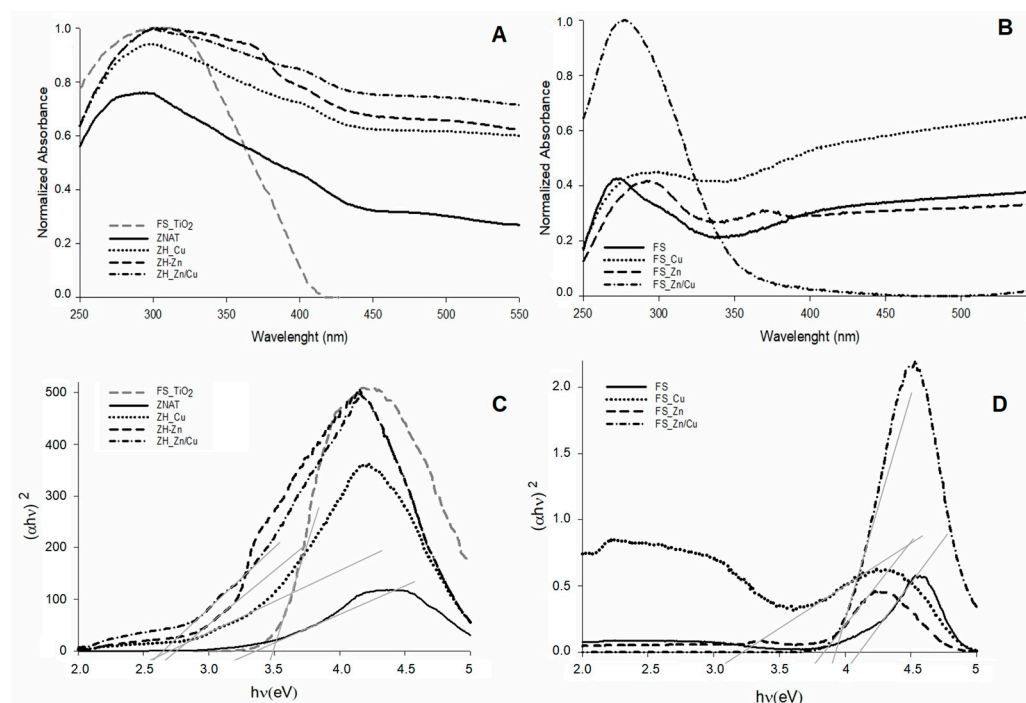 A
Normalized Absorbance
1.0
0.8
0.6
0.4
0.2
0.0
FS_TiO2
ZNAT
ZH_Cu
ZH-Zn
ZH_Zn/Cu
250 300 350 400 450 500 550
Wavelenght (nm)
B
Normalized Absorbance
1.0
0.8
0.6
0.4
0.2
0.0
FS
FS_Cu
FS_Zn
FS_Zn/Cu
250 300 350 400 450 500
Wavelenght (nm)
C
(αhν) 2
500
400
300
200
100
0
FS_TiO2
ZNAT
ZH_Cu
ZH-Zn
ZH_Zn/Cu
2.0 2.5 3.0 3.5 4.0 4.5 5
hν(eV)
D
(αhν) 2
2.0
1.5
1.0
0.5
0.0
FS
FS_Cu
FS_Zn
FS_Zn/Cu
2.0 2.5 3.0 3.5 4 4.5 5
hν(eV)